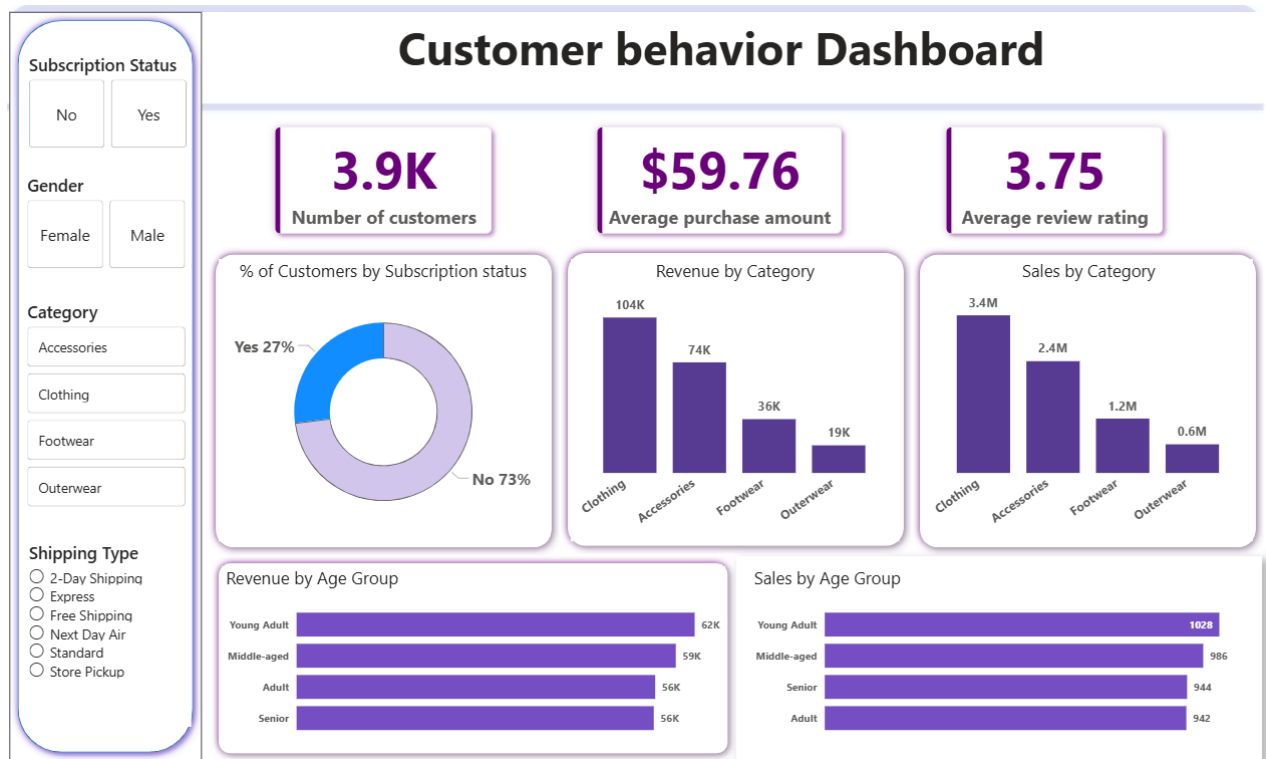 Customer behavior Dashboard
Subscription Status
No
Yes
Gender
Female
Male
Category
Accessories
Clothing
Footwear
Outerwear
Shipping Type
2-Day Shipping
Express
Free Shipping
Next Day Air
Standard
Store Pickup
3.9K
Number of customers
$59.76
Average purchase amount
3.75
Average review rating
% of Customers by Subscription status
Yes 27%
No 73%
Revenue by Category
104K
74K
36K
19K
Clothing
Accessories
Footwear
Outerwear
Sales by Category
3.4M
2.4M
1.2M
0.6M
Clothing
Accessories
Footwear
Outerwear
Revenue by Age Group
Young Adult 62K
Middle-aged 59K
Adult 56K
Senior 56K
Sales by Age Group
Young Adult 1028
Middle-aged 986
Senior 944
Adult 942